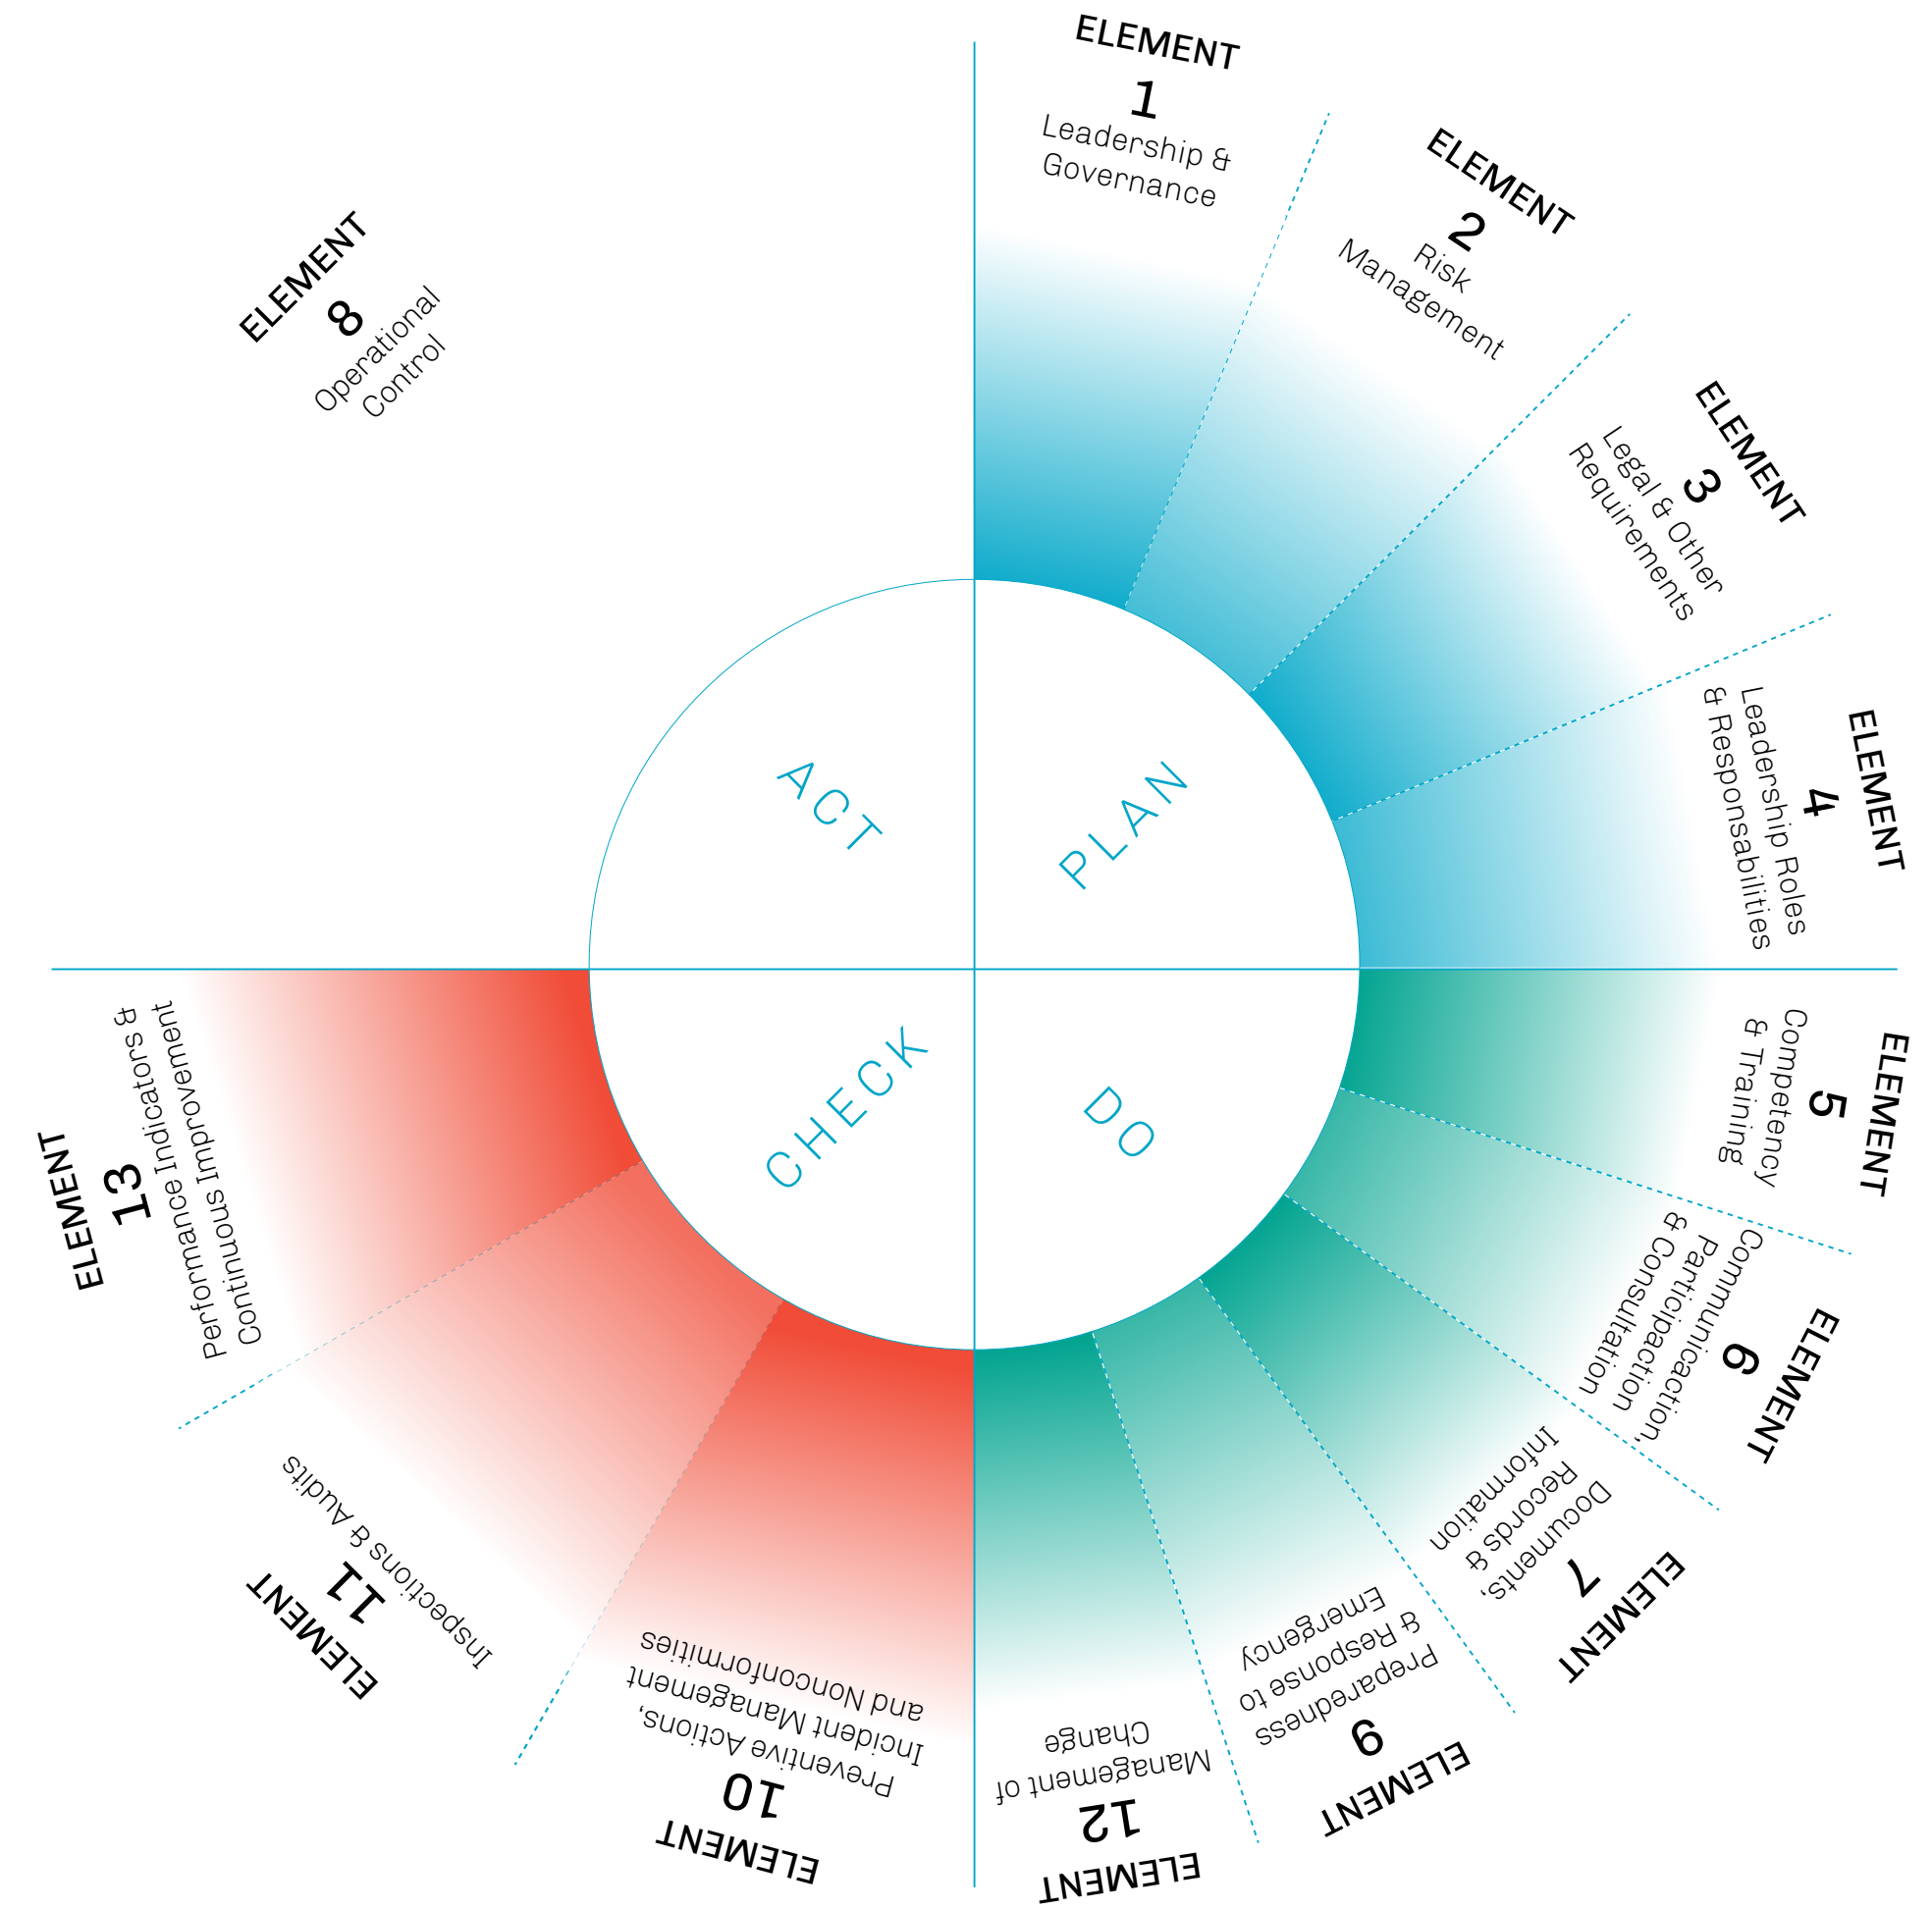 ELEMENT
1
Leadership &
Governance
ELEMENT
2
Risk
Management
ELEMENT
3
Legal & Other
Requirements
ELEMENT
4
Leadership Roles
& Responsabilities
ELEMENT
5
Competency
& Training
ELEMENT
6
Communicaction,
Participaction
& Consultation
ELEMENT
7
Documents,
Records &
Information
ELEMENT
9
Preparedness
& Response to
Emergency
ELEMENT
12
Management of
Change
ELEMENT
10
Preventive Actions,
Incident Management
and Nonconformities
ELEMENT
11
Inspections & Audits
ELEMENT
13
Performance Indicators &
Continuous Improvement
ELEMENT
8
Operational
Control
ACT
PLAN
CHECK
DO